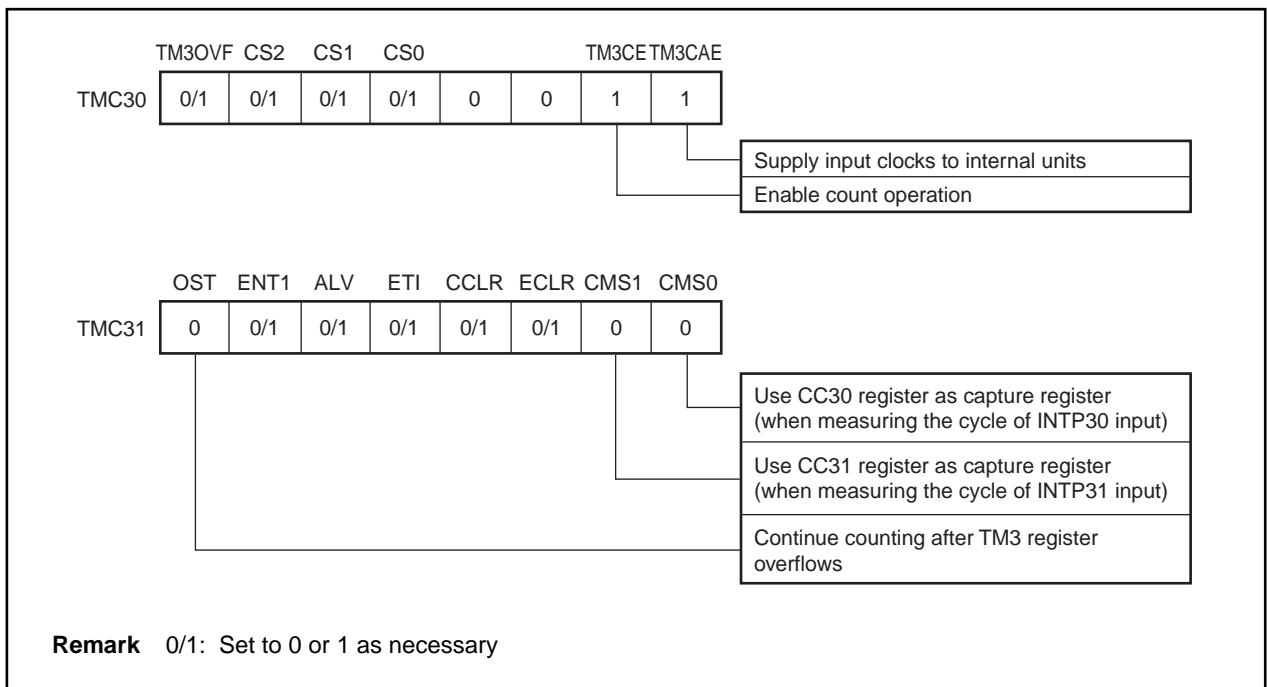 TM3OVF CS2 CS1 CS0 TM3CE TM3CAE
TMC30 0/1 0/1 0/1 0/1 0 0 1 1
Supply input clocks to internal units
Enable count operation
OST ENT1 ALV ETI CCLR ECLR CMS1 CMS0
TMC31 0 0/1 0/1 0/1 0/1 0/1 0 0
Use CC30 register as capture register
(when measuring the cycle of INTP30 input)
Use CC31 register as capture register
(when measuring the cycle of INTP31 input)
Continue counting after TM3 register
overflows
Remark 0/1: Set to 0 or 1 as necessary